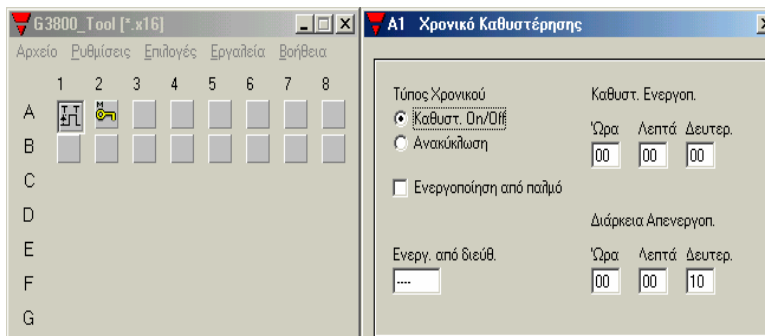 G3800_Tool [*.x16]
Αρχείο Ρυθμίσεις Επιλογές Εργαλεία Βοήθεια
1 2 3 4 5 6 7 8
A
B
C
D
E
F
G
A1 Χρονικό Καθυστέρησης
Τύπος Χρονικού
Καθυστ. On/Off
Ανακύκλωση
Ενεργοποίηση από παλμό
Ενεργ. από διεύθ.
----
Καθυστ. Ενεργοπ.
Ώρα Λεπτά Δευτερ.
00 00 00
Διάρκεια Απενεργοπ.
Ώρα Λεπτά Δευτερ.
00 00 10